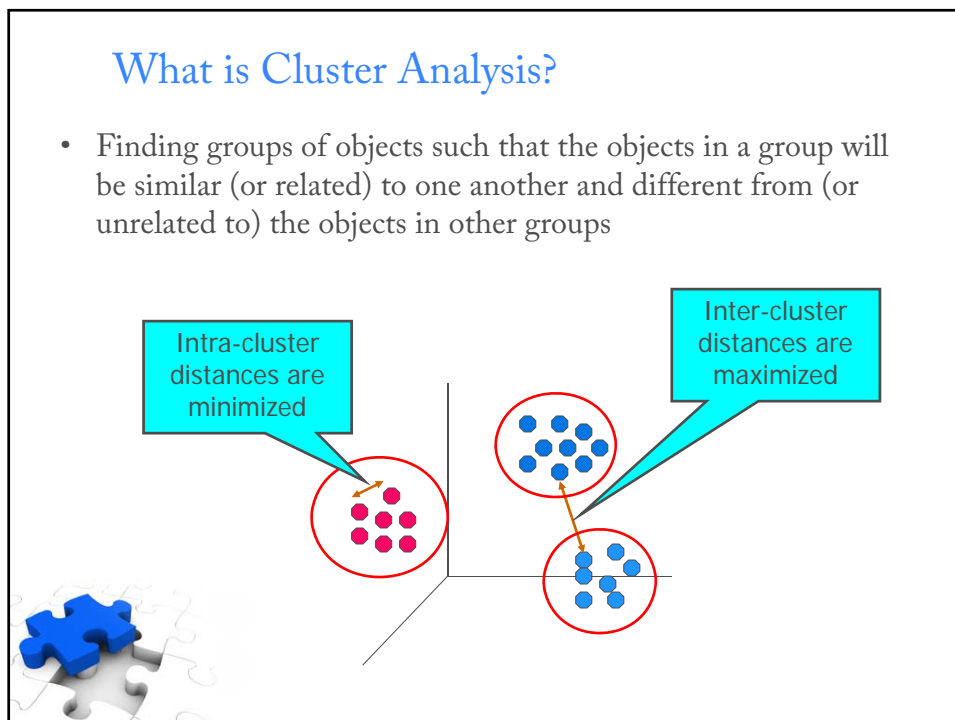 What is Cluster Analysis?
• Finding groups of objects such that the objects in a group will
be similar (or related) to one another and different from (or
unrelated to) the objects in other groups
Intra-cluster
distances are
minimized
Inter-cluster
distances are
maximized